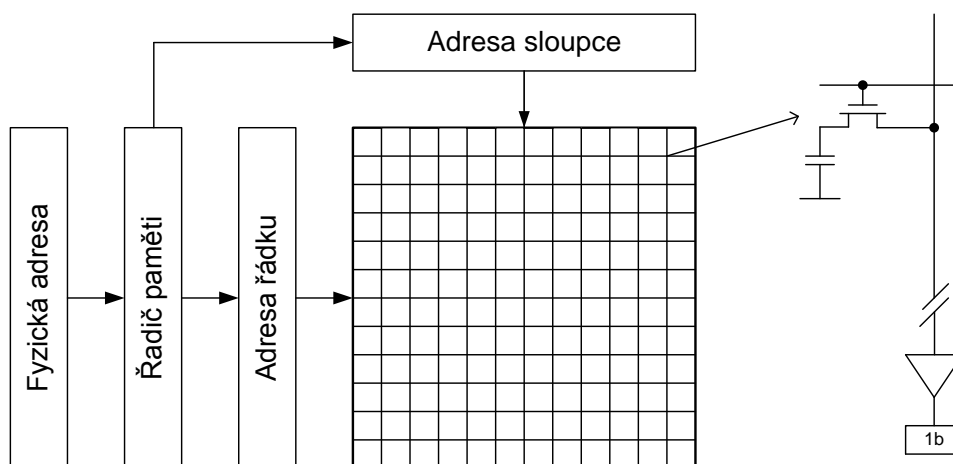 Adresa sloupce
Fyzická adresa
Řadič paměti
Adresa řádku
1b